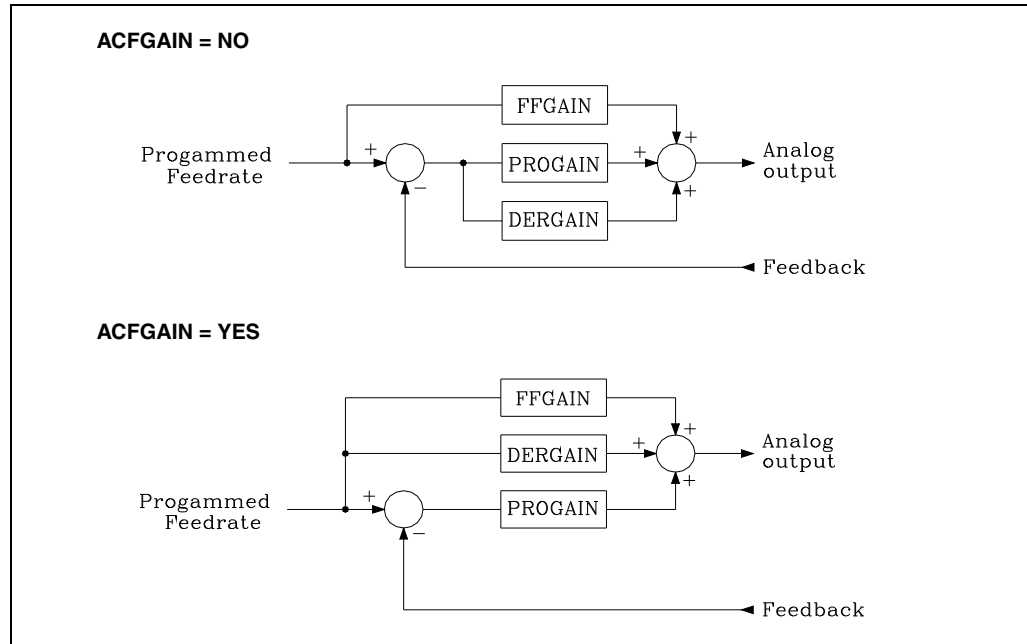 ACFGAIN = NO
FFGAIN
+
Progammed
Feedrate
+
−
PROGAIN
+
Analog
output
+
DERGAIN
Feedback
ACFGAIN = YES
FFGAIN
+
DERGAIN
+
Analog
output
+
Progammed
Feedrate
+
−
PROGAIN
Feedback